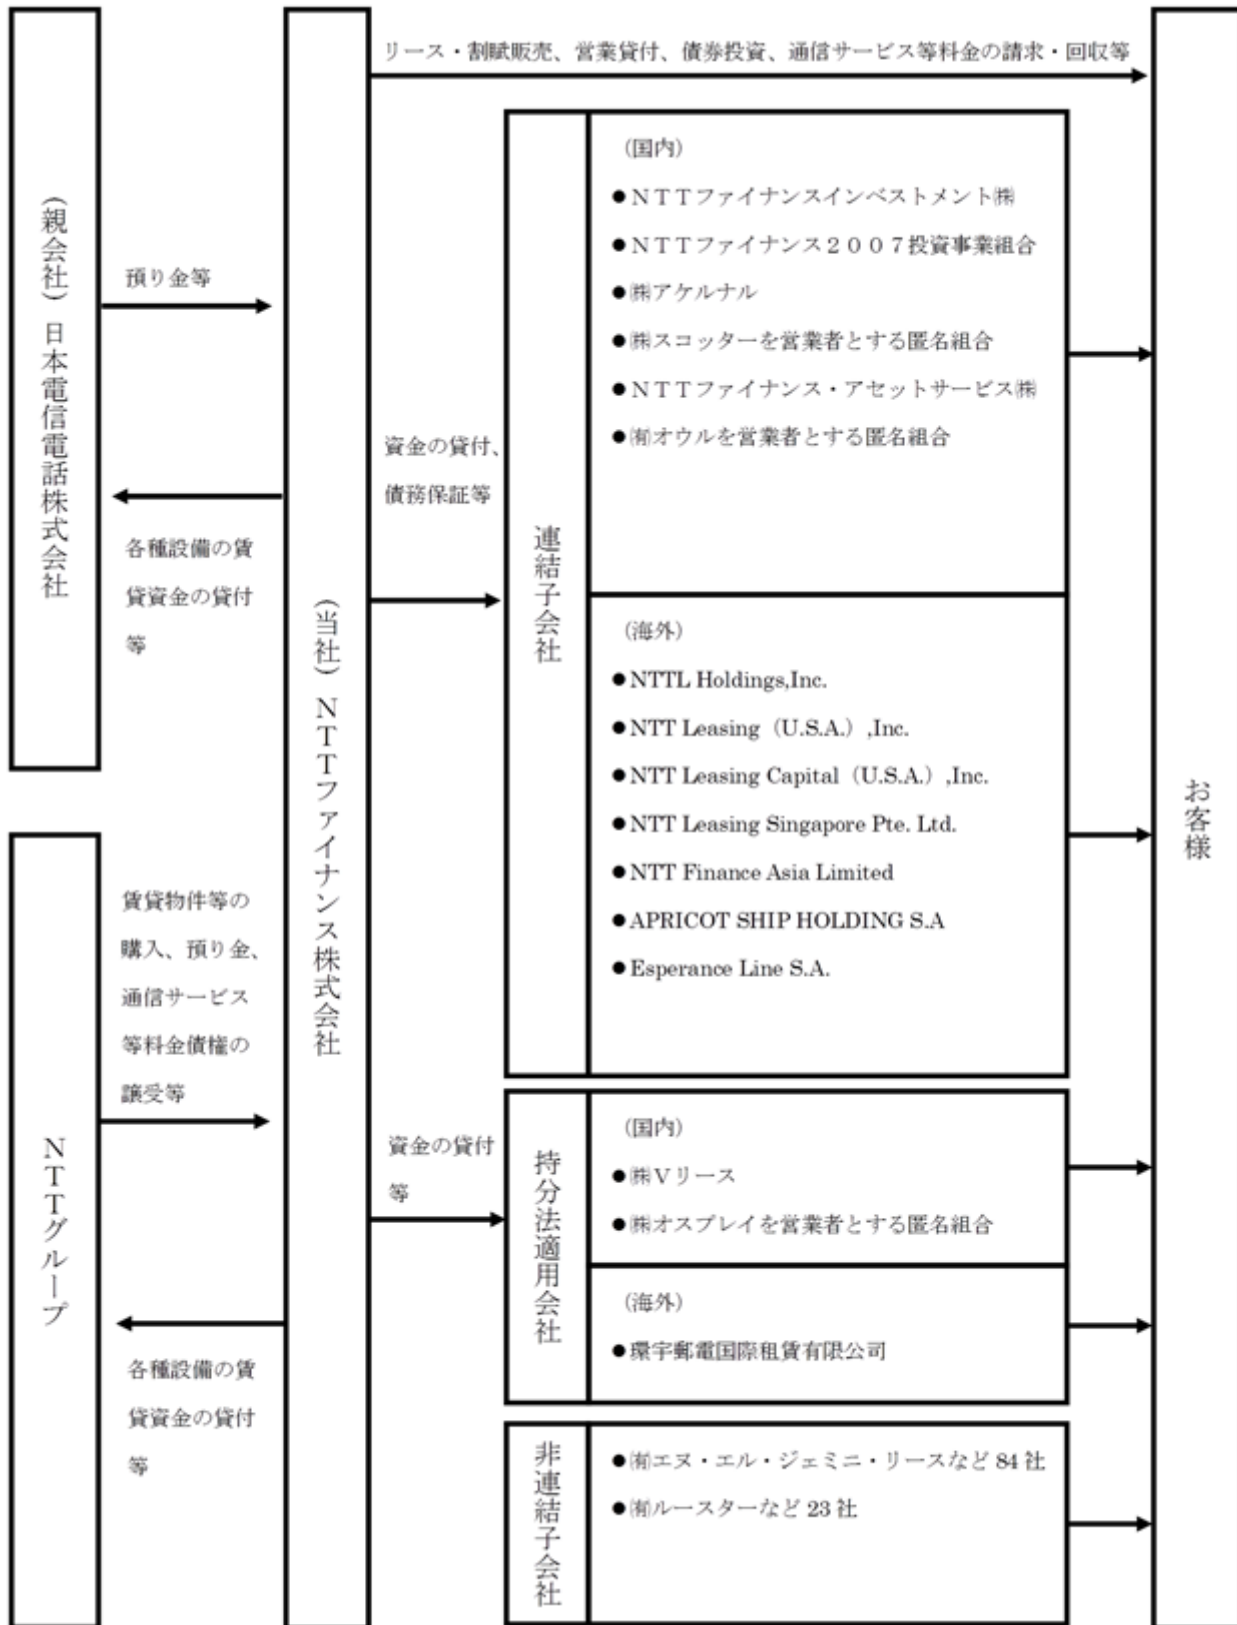 リース・割賦販売、営業貸付、債券投資、通信サービス等料金の請求・回収等
(親会社)日本電信電話株式会社
預り金等
各種設備の賃
貸資金の貸付
等
NTTグループ
賃貸物件等の
購入、預り金、
通信サービス
等料金債権の
譲受等
各種設備の賃
貸資金の貸付
等
(当社)NTTファイナンス株式会社
資金の貸付、
債務保証等
連結子会社
(国内)
●NTTファイナンスインベストメント㈱
●NTTファイナンス2007投資事業組合
●㈱アケルナル
●㈱スコッターを営業者とする匿名組合
●NTTファイナンス・アセットサービス㈱
●㈲オウルを営業者とする匿名組合
(海外)
●NTTL Holdings,Inc.
●NTT Leasing(U.S.A.),Inc.
●NTT Leasing Capital(U.S.A.),Inc.
●NTT Leasing Singapore Pte. Ltd.
●NTT Finance Asia Limited
●APRICOT SHIP HOLDING S.A
●Esperance Line S.A.
資金の貸付
等
持分法適用会社
(国内)
●㈱Vリース
●㈱オスプレイを営業者とする匿名組合
(海外)
●環宇郵電国際租賃有限公司
非連結子会社
●㈲エヌ・エル・ジェミニ・リースなど 84 社
●㈲ルースターなど 23 社
お客様